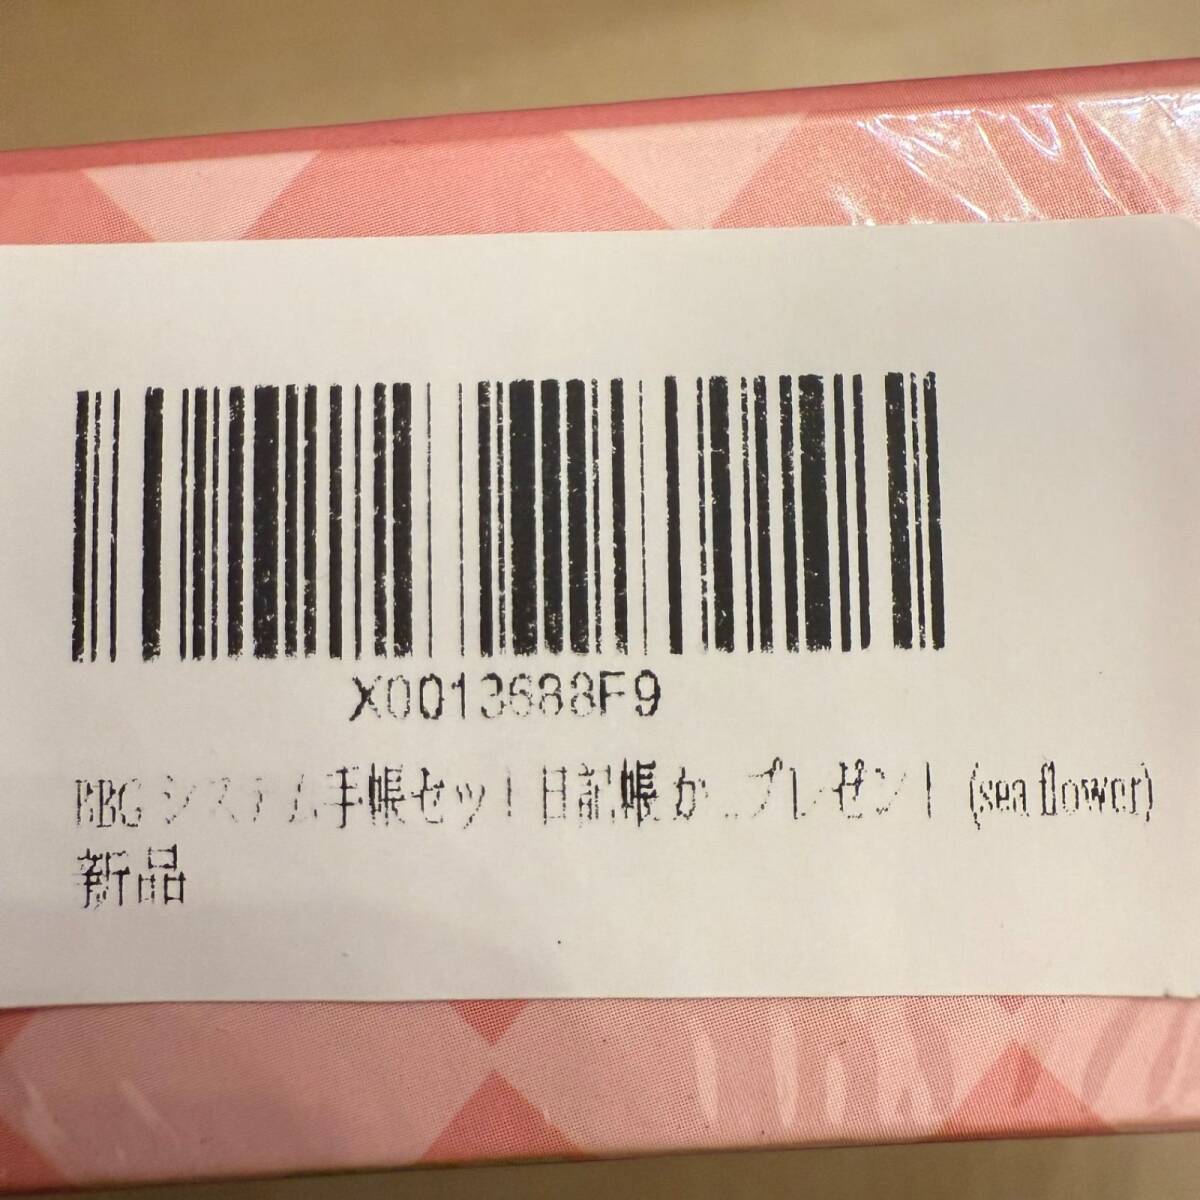 X0013688F9
BBG システム手帳セット 日記帳 か...プレゼント (sea flower)
新品